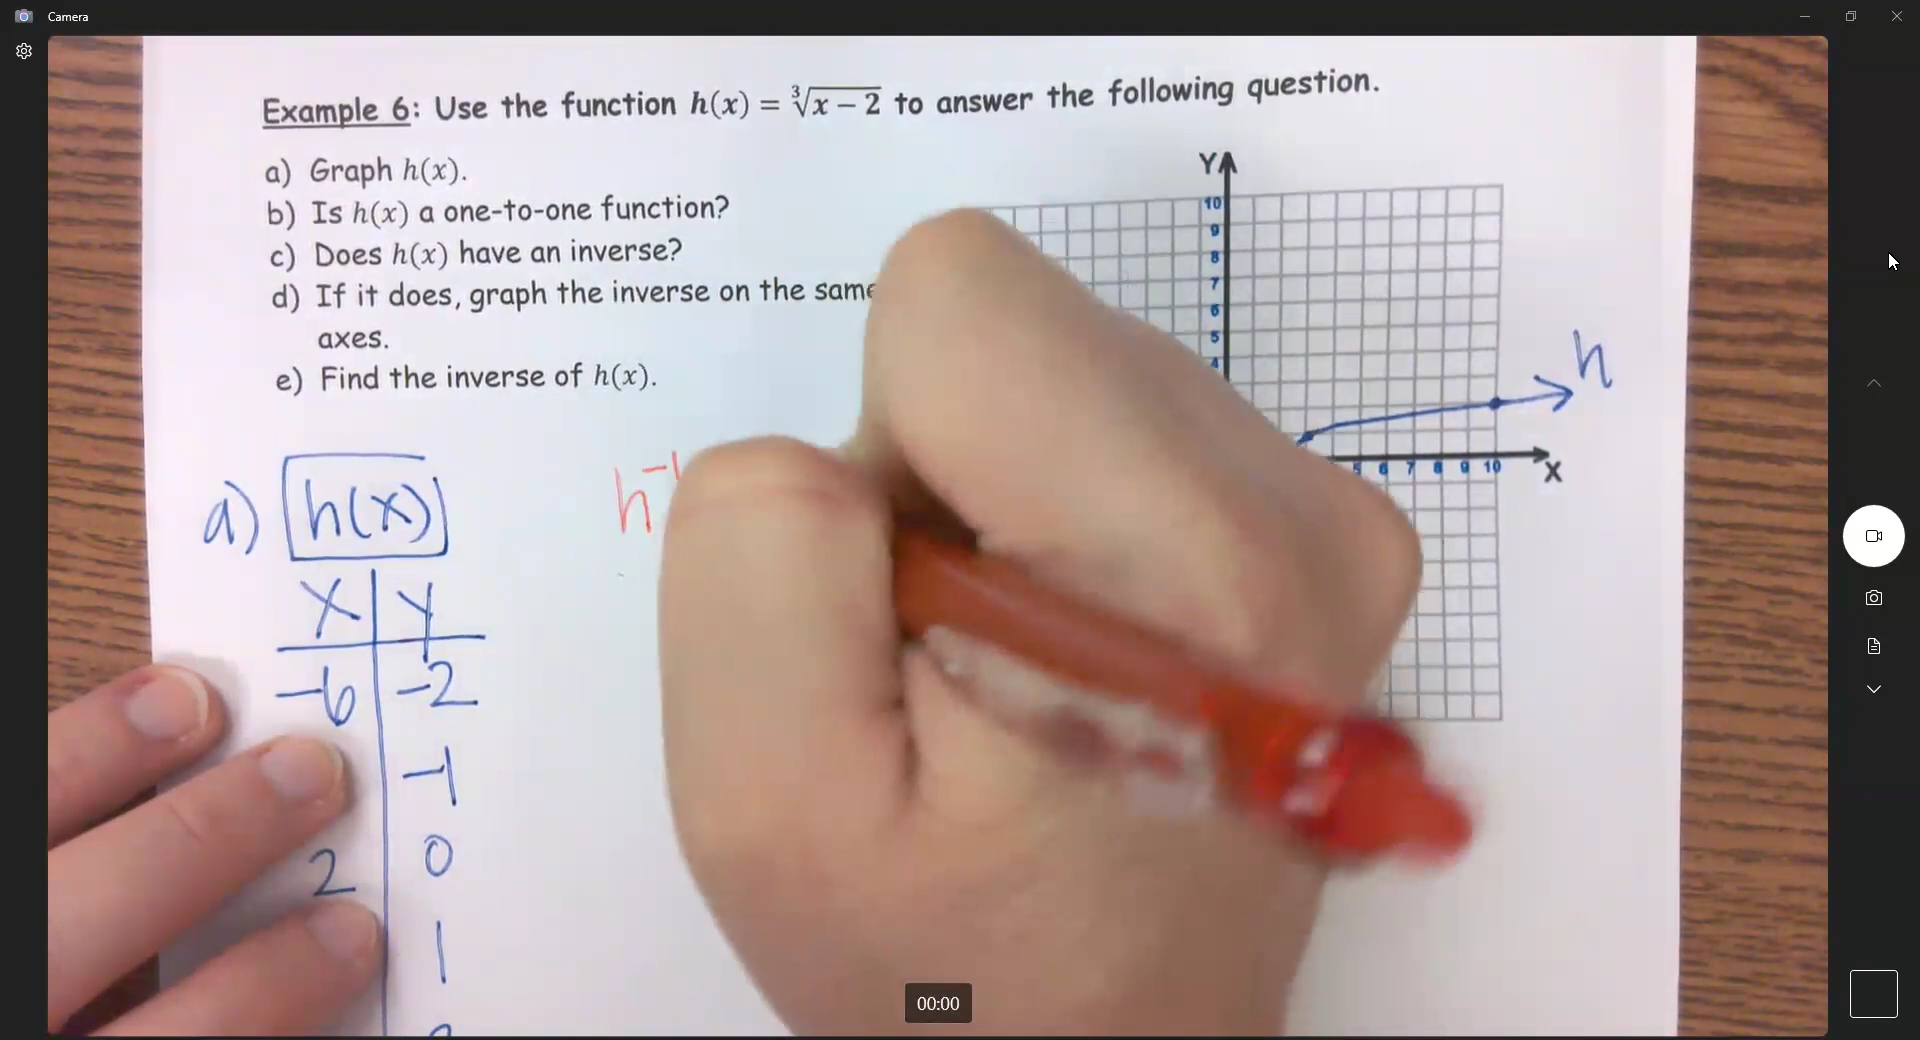 Camera
Example 6: Use the function h(x) = ∛x − 2 to answer the following question.
a) Graph h(x).
b) Is h(x) a one-to-one function?
c) Does h(x) have an inverse?
d) If it does, graph the inverse on the same
axes.
e) Find the inverse of h(x).
Y
10
9
8
7
6
5
4
h
5 6 7 8 9 10
X
a) h(x)
X Y
-6 -2
-1
2 0
1
h⁻¹
00:00